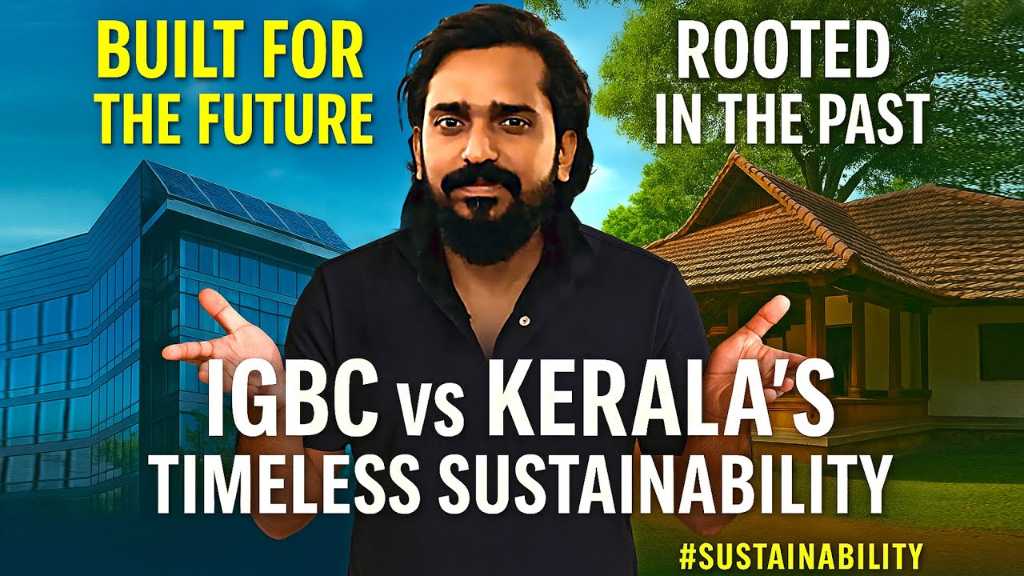 BUILT FOR
THE FUTURE
ROOTED
IN THE PAST
IGBC vs KERALA'S
TIMELESS SUSTAINABILITY
#SUSTAINABILITY